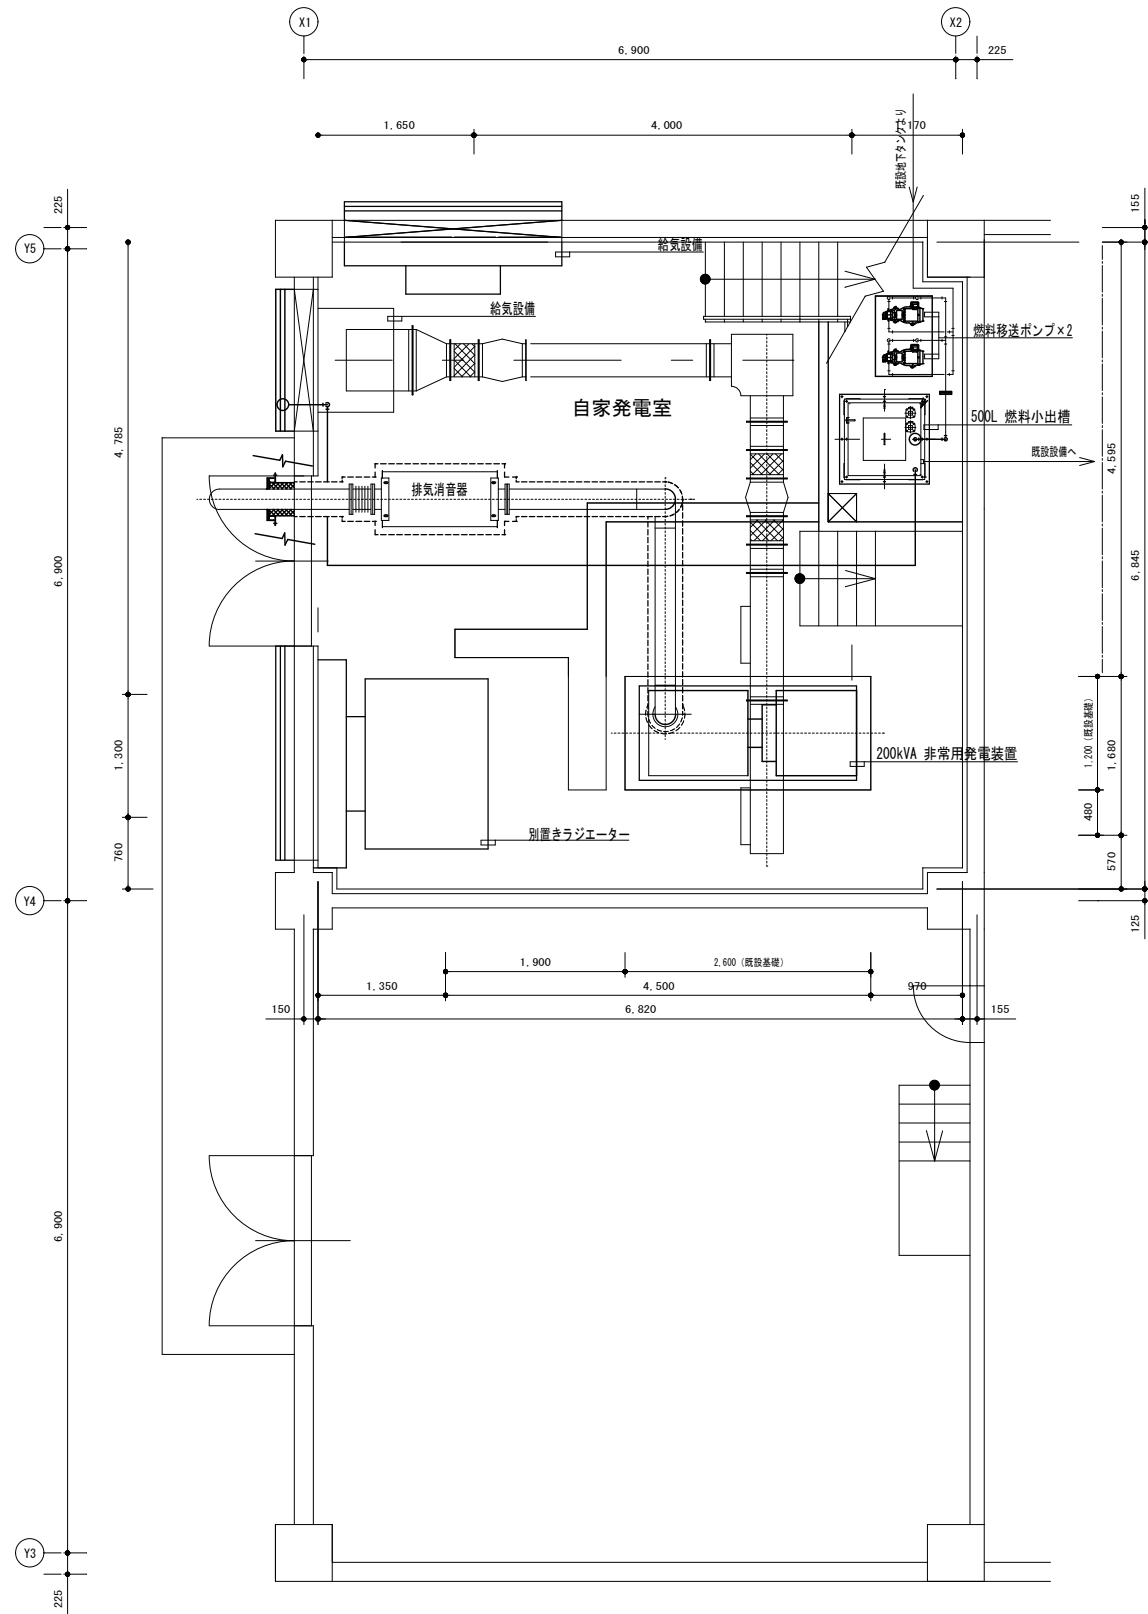 X1
X2
6,900
225
1,650
4,000
1,170
既設地下タンクより
225
155
Y5
給気設備
給気設備
燃料移送ポンプ×2
自家発電室
500L 燃料小出槽
既設設備へ
4,785
4,595
排気消音器
6,900
6,845
1,300
1,200 (既設基礎)
1,680
200kVA 非常用発電装置
480
別置きラジエーター
760
570
Y4
125
1,900
2,600 (既設基礎)
1,350
4,500
970
150
6,820
155
6,900
Y3
225